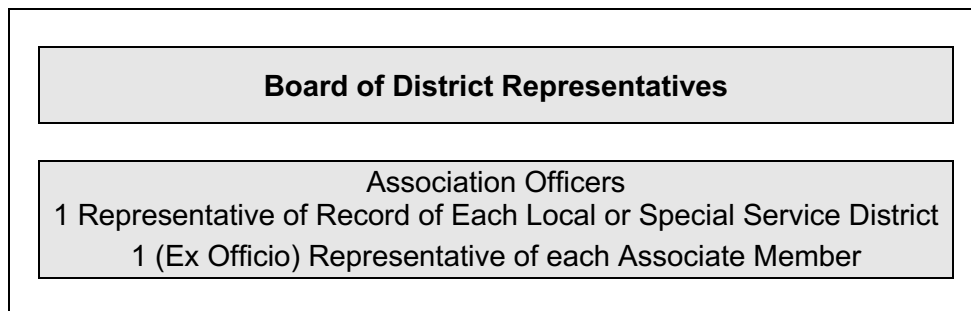 Board of District Representatives
Association Officers
1 Representative of Record of Each Local or Special Service District
1 (Ex Officio) Representative of each Associate Member